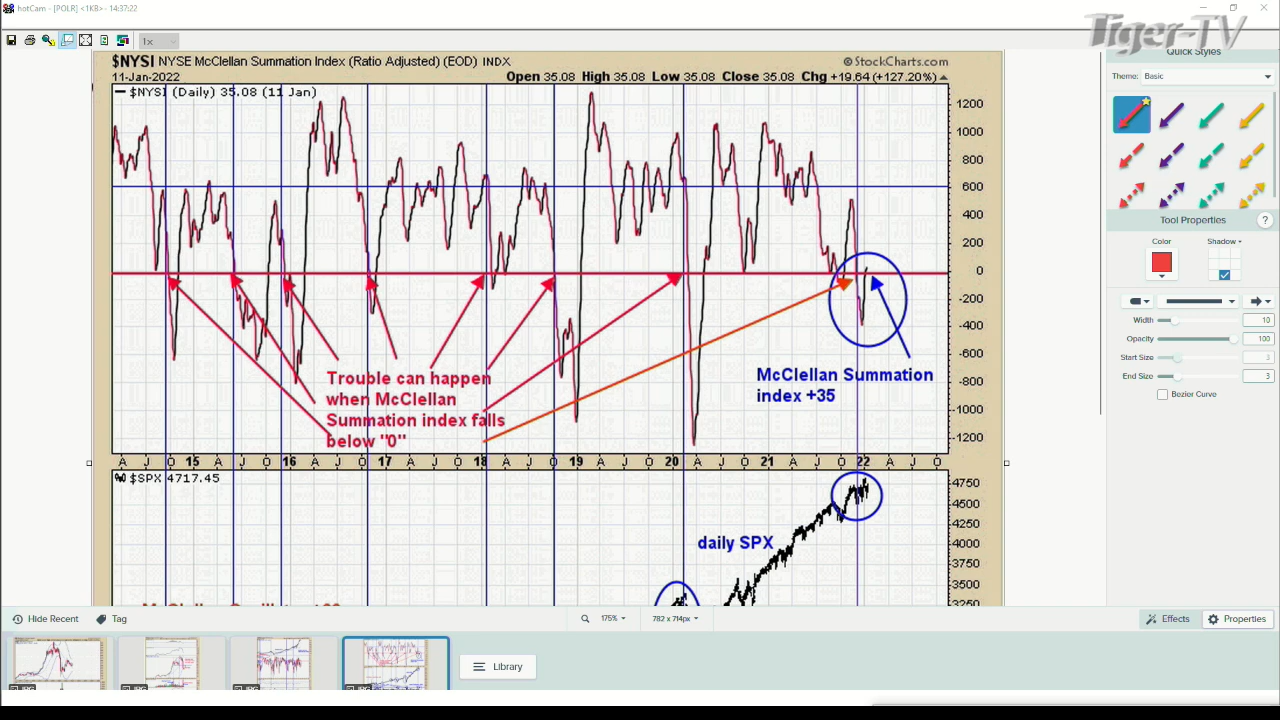 hotCam - [POLR] <1KB> - 14:37:22
Tiger-TV
1x
Quick Styles
Theme: Basic
$NYSI NYSE McClellan Summation Index (Ratio Adjusted) (EOD) INDX
© StockCharts.com
11-Jan-2022
Open 35.08 High 35.08 Low 35.08 Close 35.08 Chg +19.64 (+127.20%)
$NYSI (Daily) 35.08 (11 Jan)
1200
1000
800
600
400
200
0
-200
-400
-600
-800
-1000
-1200
Trouble can happen
when McClellan
Summation index falls
below "0"
McClellan Summation
index +35
A J O 15 A J O 16 A J O 17 A J O 18 A J O 19 A J O 20 A J O 21 A J O 22 A J O
$SPX 4717.45
4750
4500
4250
4000
3750
3500
3250
daily SPX
Tool Properties
?
Color
Shadow
Width 10
Opacity 100
Start Size 3
End Size 3
Bezier Curve
Hide Recent
Tag
175%
782 x 714px
Effects
Properties
Library